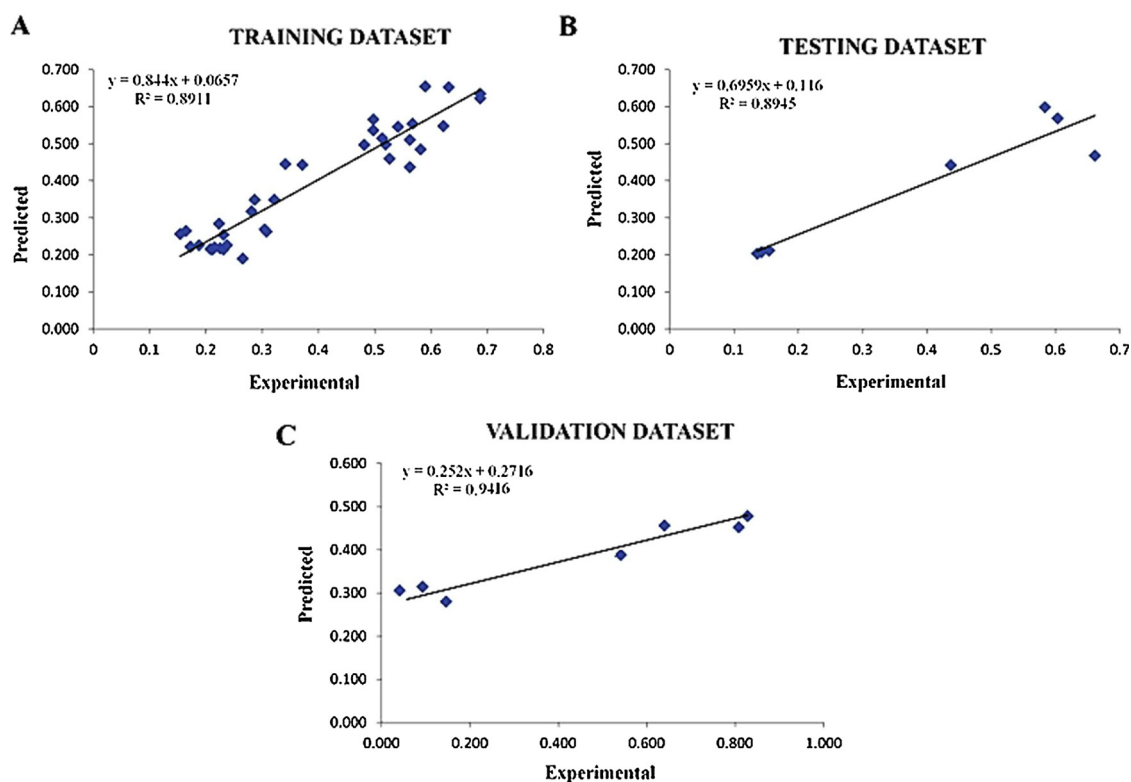 A
TRAINING DATASET
y = 0.844x + 0.0657
R² = 0.8911
0.700
0.600
0.500
0.400
0.300
0.200
0.100
0.000
Predicted
0 0.1 0.2 0.3 0.4 0.5 0.6 0.7 0.8
Experimental
B
TESTING DATASET
y = 0.6959x + 0.116
R² = 0.8945
0.700
0.600
0.500
0.400
0.300
0.200
0.100
0.000
Predicted
0 0.1 0.2 0.3 0.4 0.5 0.6 0.7
Experimental
C
VALIDATION DATASET
y = 0.252x + 0.2716
R² = 0.9416
0.600
0.500
0.400
0.300
0.200
0.100
0.000
Predicted
0.000 0.200 0.400 0.600 0.800 1.000
Experimental